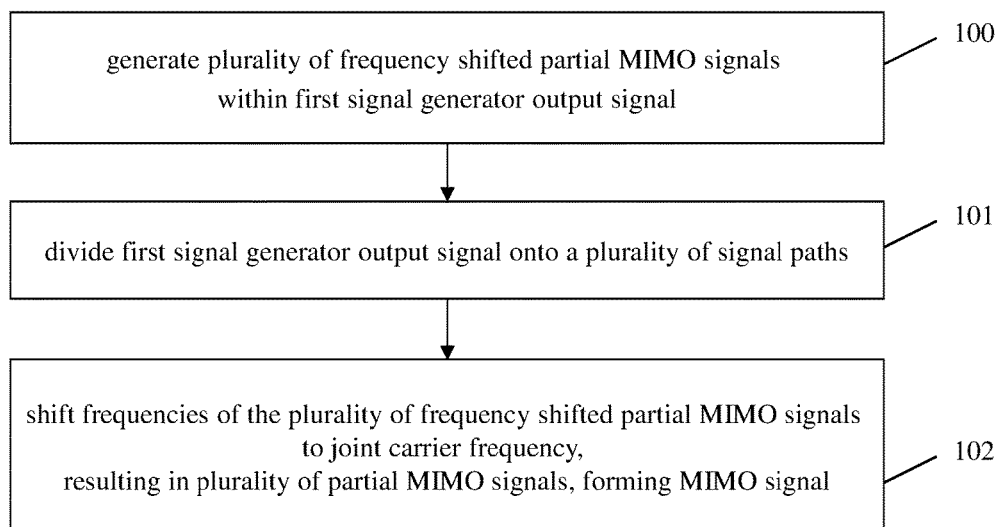 generate plurality of frequency shifted partial MIMO signals
within first signal generator output signal
100
divide first signal generator output signal onto a plurality of signal paths
101
shift frequencies of the plurality of frequency shifted partial MIMO signals
to joint carrier frequency,
resulting in plurality of partial MIMO signals, forming MIMO signal
102